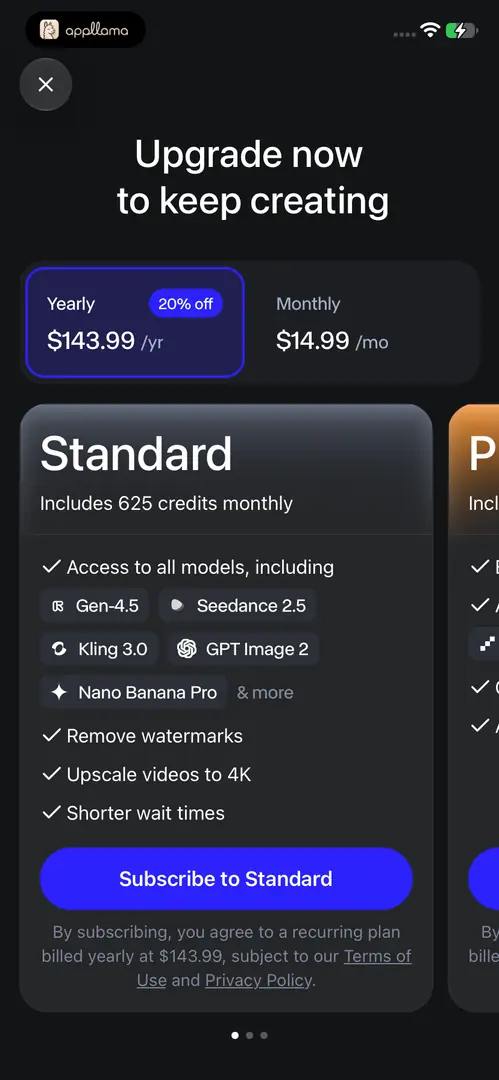 appllama
Upgrade now
to keep creating
Yearly
20% off
$143.99 /yr
Monthly
$14.99 /mo
Standard
Includes 625 credits monthly
Access to all models, including
Gen-4.5
Seedance 2.5
Kling 3.0
GPT Image 2
Nano Banana Pro
& more
Remove watermarks
Upscale videos to 4K
Shorter wait times
Subscribe to Standard
By subscribing, you agree to a recurring plan
billed yearly at $143.99, subject to our Terms of
Use and Privacy Policy.
P
Incl
By
bille